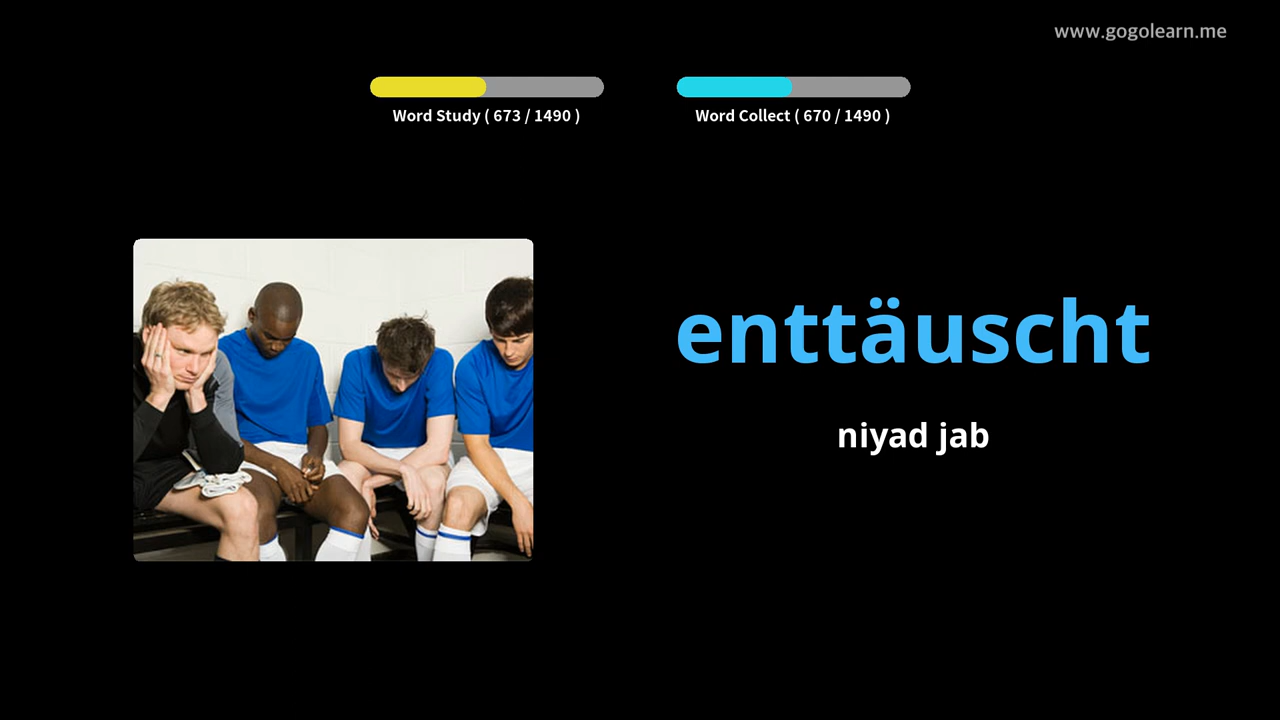 www.gogolearn.me
Word Study ( 673 / 1490 )
Word Collect ( 670 / 1490 )
enttäuscht
niyad jab